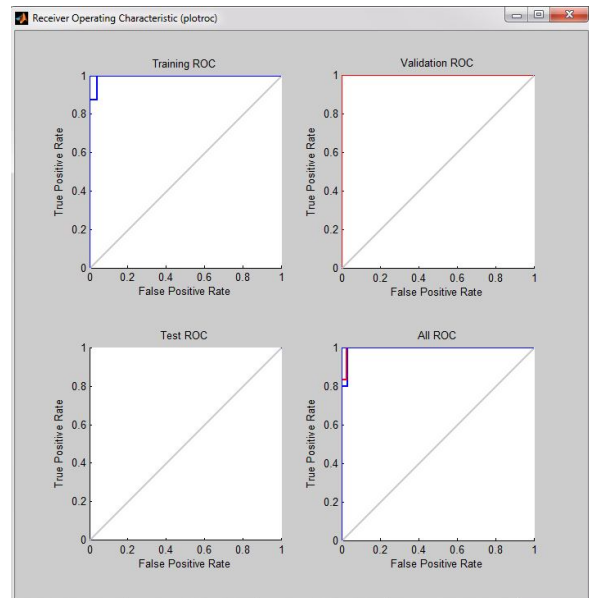 Receiver Operating Characteristic (plotroc)
Training ROC
True Positive Rate
1
0.8
0.6
0.4
0.2
0
0 0.2 0.4 0.6 0.8 1
False Positive Rate
Validation ROC
True Positive Rate
1
0.8
0.6
0.4
0.2
0
0 0.2 0.4 0.6 0.8 1
False Positive Rate
Test ROC
True Positive Rate
1
0.8
0.6
0.4
0.2
0
0 0.2 0.4 0.6 0.8 1
False Positive Rate
All ROC
True Positive Rate
1
0.8
0.6
0.4
0.2
0
0 0.2 0.4 0.6 0.8 1
False Positive Rate